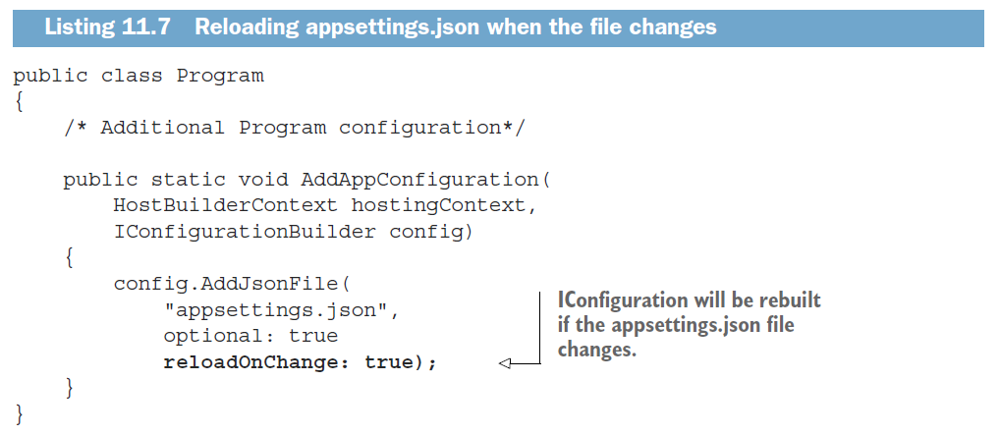 Listing 11.7 Reloading appsettings.json when the file changes
public class Program
{
/* Additional Program configuration*/
public static void AddAppConfiguration(
HostBuilderContext hostingContext,
IConfigurationBuilder config)
{
config.AddJsonFile(
"appsettings.json",
optional: true
reloadOnChange: true);
}
}
IConfiguration will be rebuilt
if the appsettings.json file
changes.